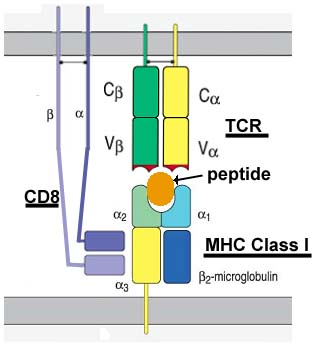 Cβ
Cα
β
α
Vβ
Vα
TCR
peptide
CD8
α2
α1
MHC Class I
β2-microglobulin
α3